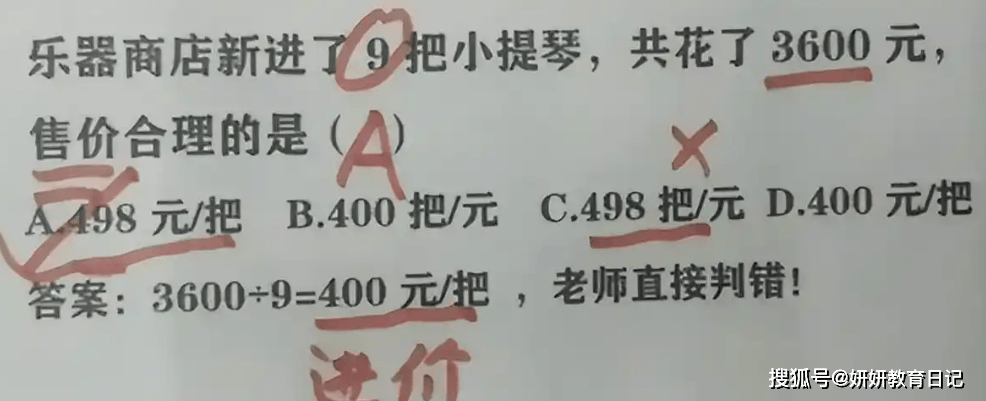 乐器商店新进了9把小提琴，共花了3600元，
售价合理的是（A）
×
A.498元/把 B.400把/元 C.498把/元 D.400元/把
答案：3600÷9=400元/把，老师直接判错！
进价
搜狐号@妍妍教育日记